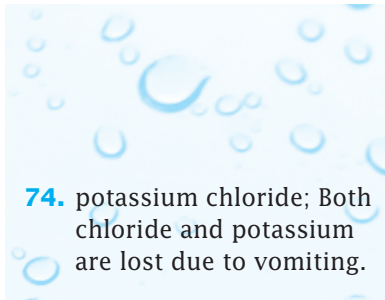 74. potassium chloride; Both
chloride and potassium
are lost due to vomiting.